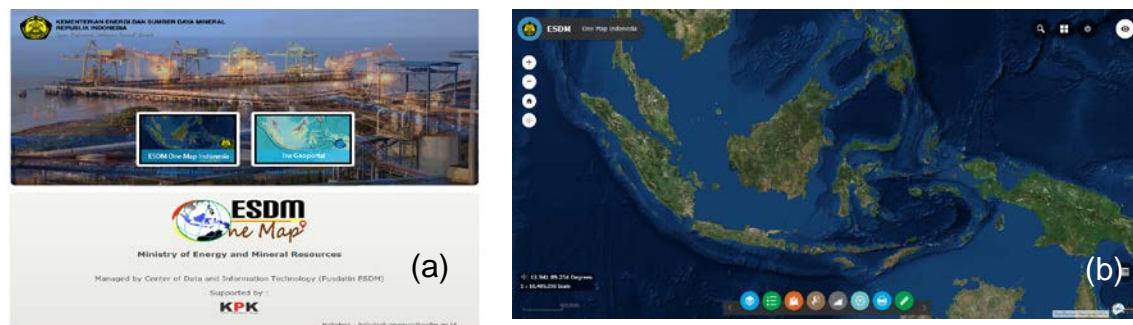 KEMENTERIAN ENERGI DAN SUMBER DAYA MINERAL
REPUBLIK INDONESIA
ESDM One Map Indonesia
Ina Geoportal
ESDM
One Map
Ministry of Energy and Mineral Resources
Managed by Center of Data and Information Technology (Pusdatin ESDM)
Supported by :
KPK
(a)
ESDM One Map Indonesia
Degrees
(b)